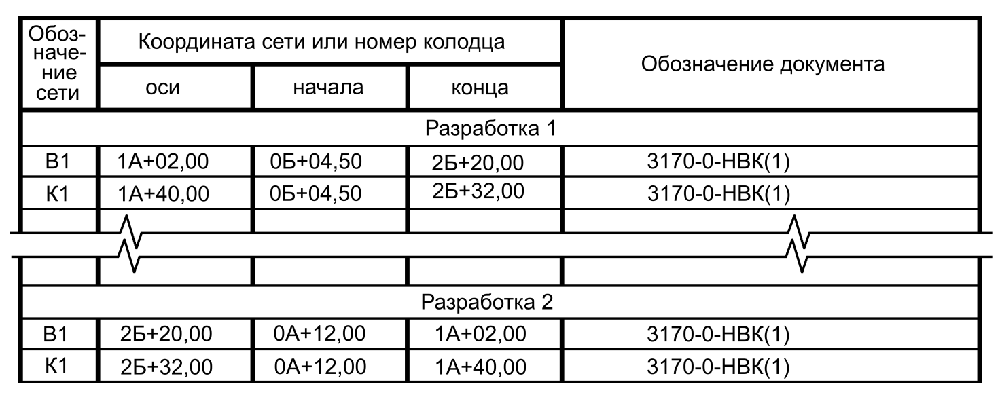 Обоз-
наче-
ние
сети
Координата сети или номер колодца
Обозначение документа
оси начала конца
Разработка 1
В1 1А+02,00 0Б+04,50 2Б+20,00 3170-0-НВК(1)
К1 1А+40,00 0Б+04,50 2Б+32,00 3170-0-НВК(1)
Разработка 2
В1 2Б+20,00 0А+12,00 1А+02,00 3170-0-НВК(1)
К1 2Б+32,00 0А+12,00 1А+40,00 3170-0-НВК(1)